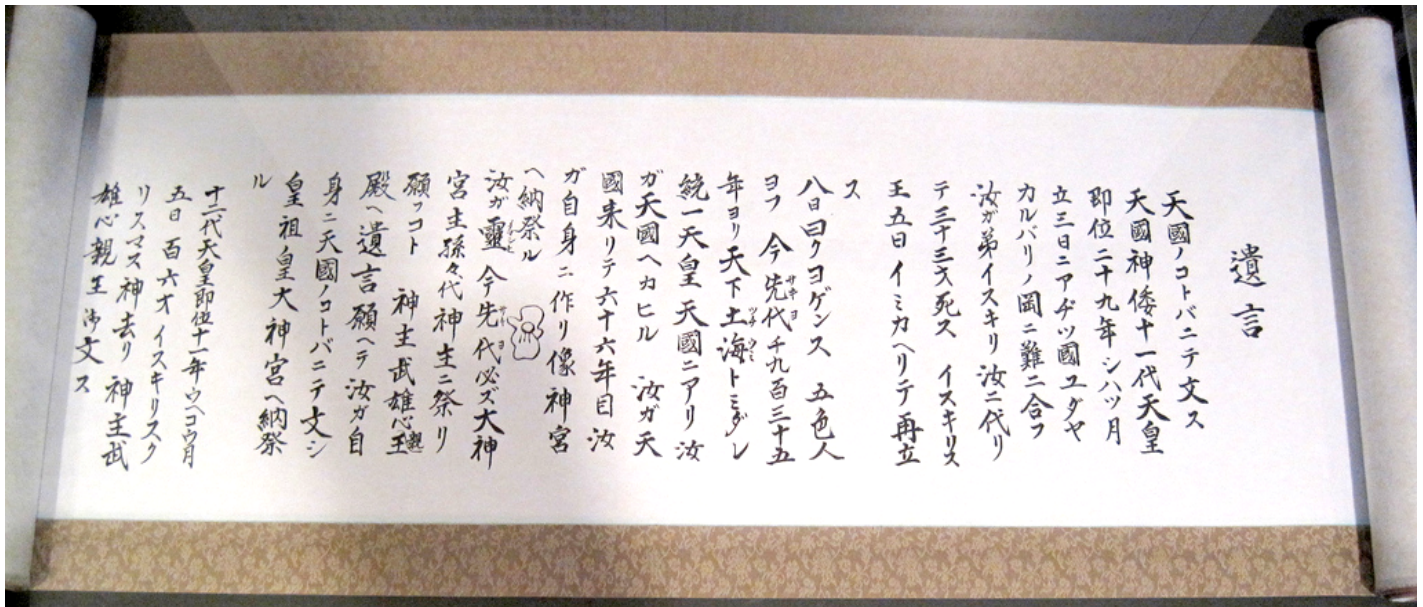 遺言
天國ノコトバニテ文ス
天國神倭十一代天皇
即位二十九年シハツ月
立三日ニアヂツ國ユダヤ
カルバリノ岡ニ難ニ合フ
汝ガ弟イスキリ汝ニ代リ
テ三十三才死ス イスキリス
王五日イミカヘリテ再立
ス
八日曰クヨゲンス 五色人
ヨフ 今先代千九百三十五
年ヨリ天下土海トミダレ
統一天皇天國ニアリ汝
ガ天國ヘカヒル 汝ガ天
國来リテ六十六年目汝
ガ自身ニ作リ像神宮
ヘ納祭ル
汝ガ靈 今先代必ズ大神
宮主孫々代神主ニ祭リ
願フコト 神主武雄心親王
殿ヘ遺言願ヘテ汝ガ自
身ニ天國ノコトバニテ文シ
皇祖皇大神宮ヘ納祭
ル
十二代天皇即位十一年ウヘコウ月
五日 百六才 イスキリスク
リスマス神去リ 神主武
雄心親王 文ス